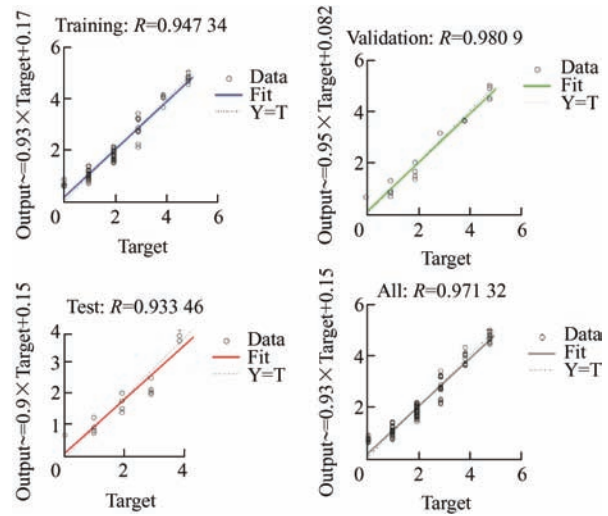 Training: R=0.947 34
Output~=0.93×Target+0.17
6
4
2
0
2
4
6
Target
Data
Fit
Y=T
Validation: R=0.980 9
Output~=0.95×Target+0.082
6
4
2
0
2
4
6
Target
Data
Fit
Y=T
Test: R=0.933 46
Output~=0.9×Target+0.15
4
3
2
1
0
2
4
Target
Data
Fit
Y=T
All: R=0.971 32
Output~=0.93×Target+0.15
6
4
2
0
2
4
6
Target
Data
Fit
Y=T